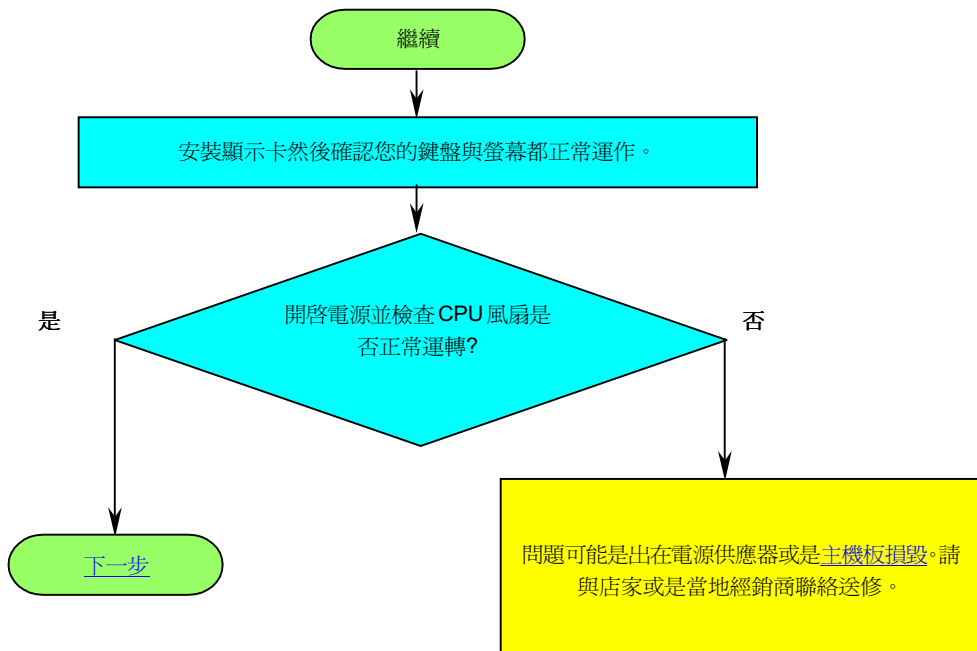 繼續
安裝顯示卡然後確認您的鍵盤與螢幕都正常運作。
開啓電源並檢查 CPU 風扇是
否正常運轉?
是
否
下一步
問題可能是出在電源供應器或是主機板損毀。請
與店家或是當地經銷商聯絡送修。